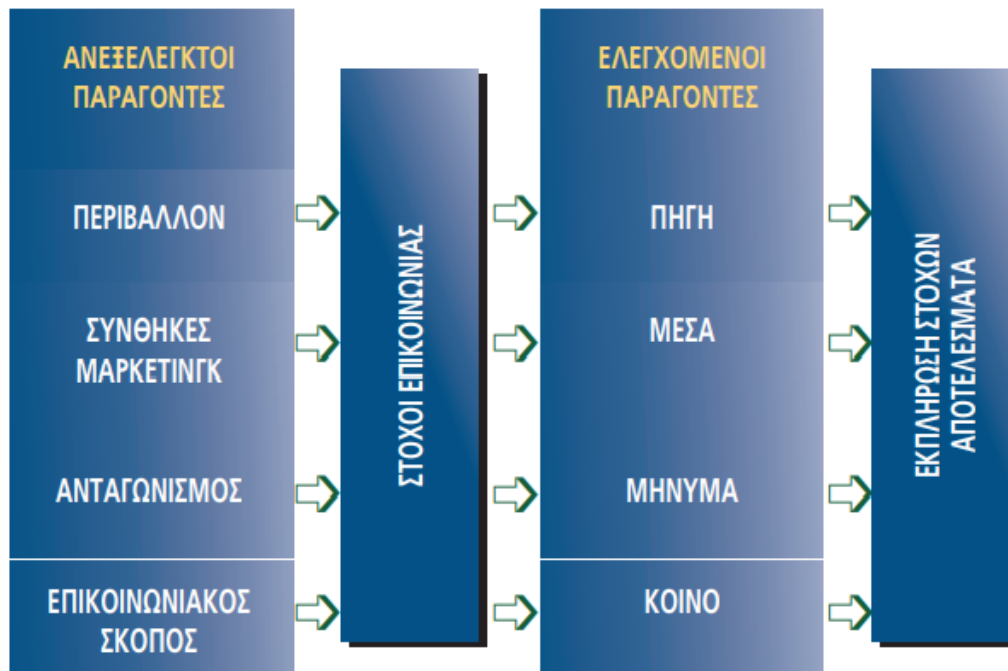 ΑΝΕΞΕΛΕΓΚΤΟΙ
ΠΑΡΑΓΟΝΤΕΣ
ΠΕΡΙΒΑΛΛΟΝ
ΣΥΝΘΗΚΕΣ
ΜΑΡΚΕΤΙΝΓΚ
ΑΝΤΑΓΩΝΙΣΜΟΣ
ΕΠΙΚΟΙΝΩΝΙΑΚΟΣ
ΣΚΟΠΟΣ
ΣΤΟΧΟΙ ΕΠΙΚΟΙΝΩΝΙΑΣ
ΕΛΕΓΧΟΜΕΝΟΙ
ΠΑΡΑΓΟΝΤΕΣ
ΠΗΓΗ
ΜΕΣΑ
ΜΗΝΥΜΑ
ΚΟΙΝΟ
ΕΚΠΛΗΡΩΣΗ ΣΤΟΧΩΝ
ΑΠΟΤΕΛΕΣΜΑΤΑ